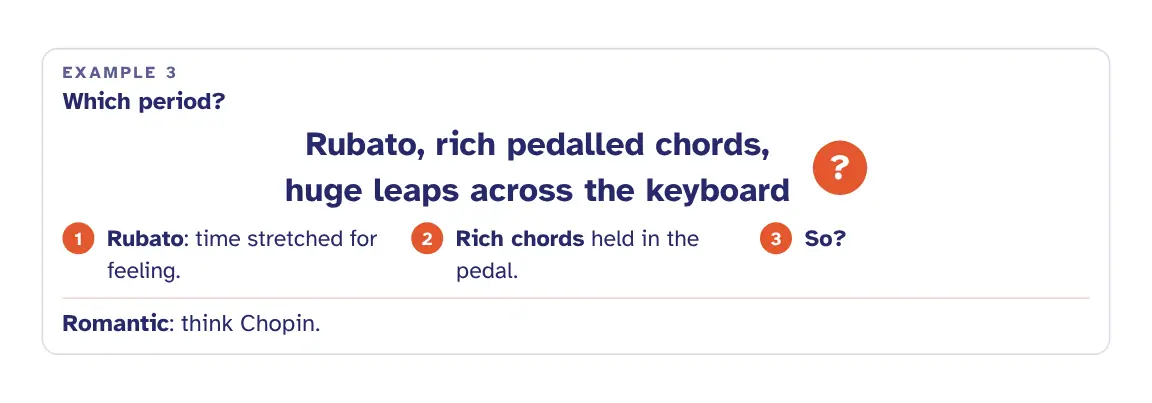 EXAMPLE 3
Which period?
Rubato, rich pedalled chords,
huge leaps across the keyboard
?
1 Rubato: time stretched for
feeling.
2 Rich chords held in the
pedal.
3 So?
Romantic: think Chopin.